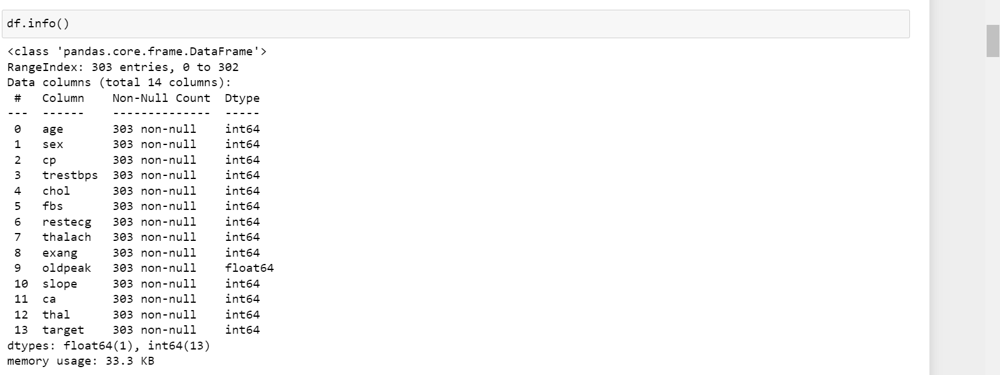 df.info()
<class 'pandas.core.frame.DataFrame'>
RangeIndex: 303 entries, 0 to 302
Data columns (total 14 columns):
 #   Column    Non-Null Count  Dtype
---  ------    --------------  -----
 0   age       303 non-null    int64
 1   sex       303 non-null    int64
 2   cp        303 non-null    int64
 3   trestbps  303 non-null    int64
 4   chol      303 non-null    int64
 5   fbs       303 non-null    int64
 6   restecg   303 non-null    int64
 7   thalach   303 non-null    int64
 8   exang     303 non-null    int64
 9   oldpeak   303 non-null    float64
 10  slope     303 non-null    int64
 11  ca        303 non-null    int64
 12  thal      303 non-null    int64
 13  target    303 non-null    int64
dtypes: float64(1), int64(13)
memory usage: 33.3 KB